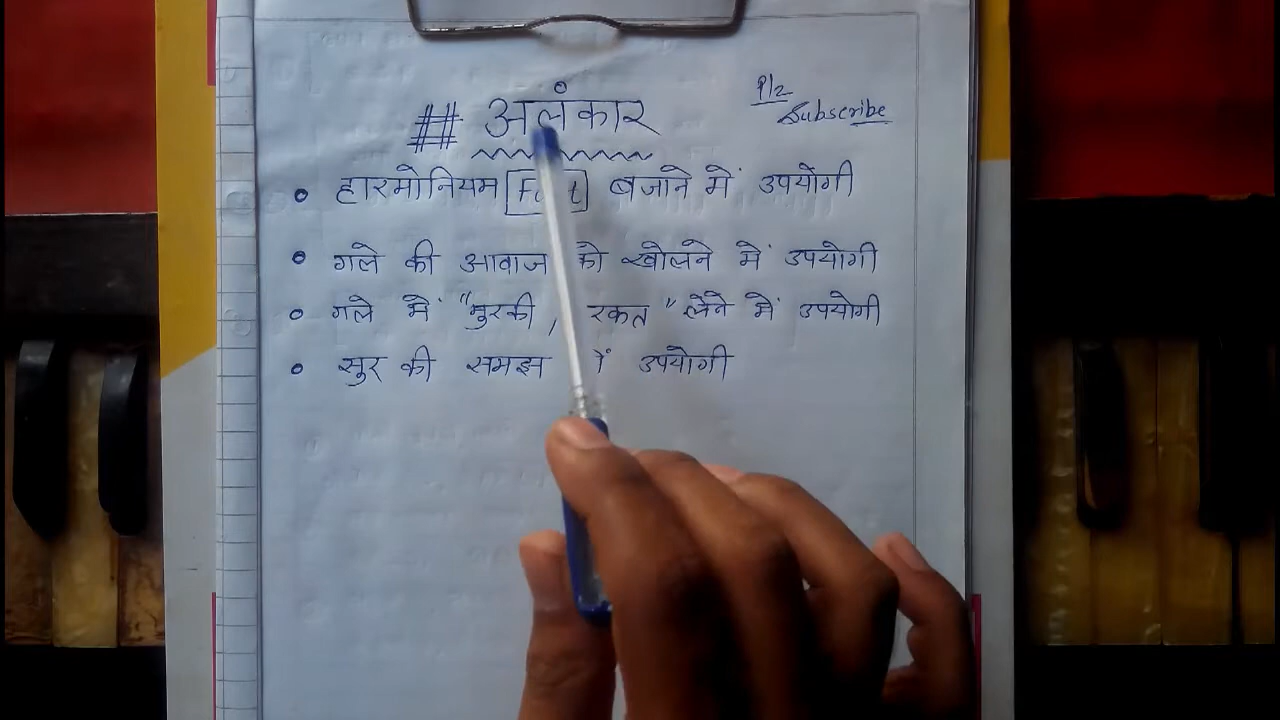 # अलंकार
Plz
Subscribe
• हारमोनियम बजाने में उपयोगी
• गले की आवाज को खोलने में उपयोगी
• गले में "मुरकी, रकत" लेने में उपयोगी
• सुर की समझ में उपयोगी